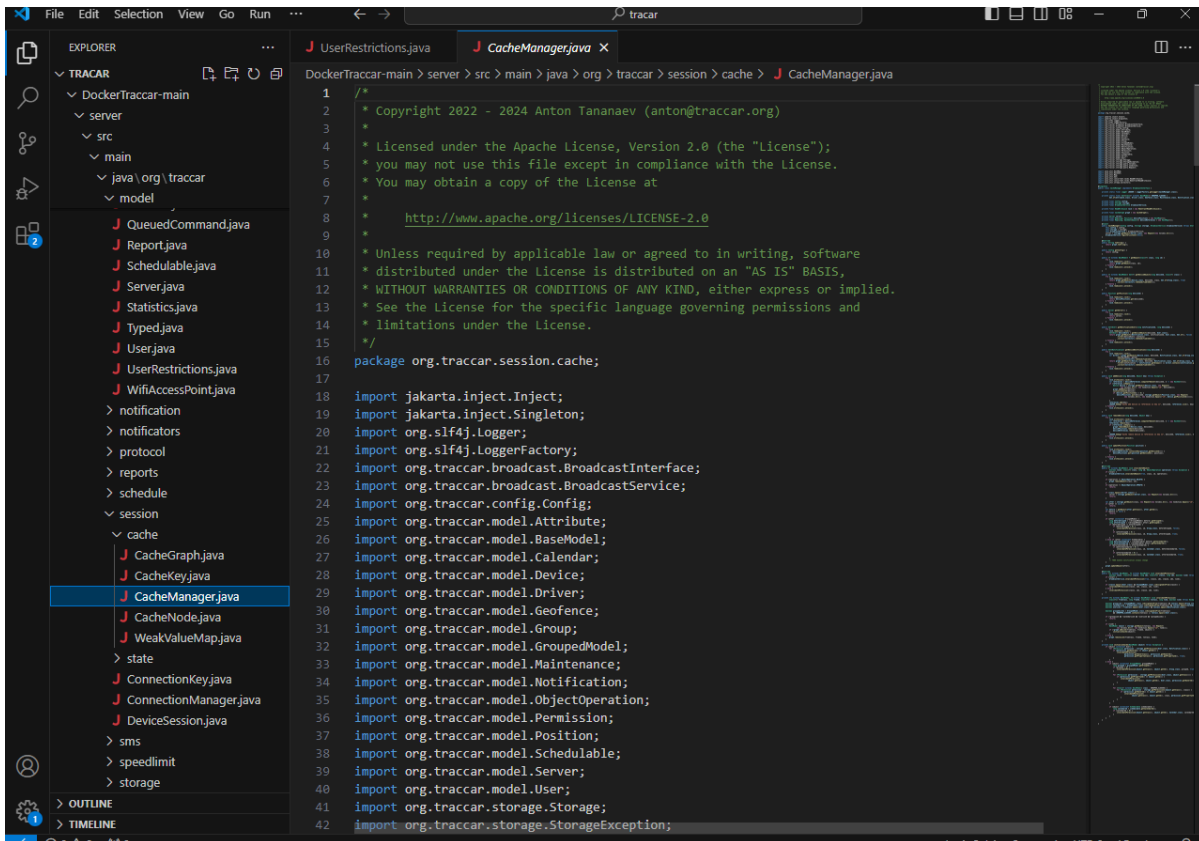 File Edit Selection View Go Run ···
tracar
EXPLORER
TRACAR
DockerTraccar-main
server
src
main
java\org\traccar
model
QueuedCommand.java
Report.java
Schedulable.java
Server.java
Statistics.java
Typed.java
User.java
UserRestrictions.java
WifiAccessPoint.java
notification
notificators
protocol
reports
schedule
session
cache
CacheGraph.java
CacheKey.java
CacheManager.java
CacheNode.java
WeakValueMap.java
state
ConnectionKey.java
ConnectionManager.java
DeviceSession.java
sms
speedlimit
storage
OUTLINE
TIMELINE
2
1
J UserRestrictions.java J CacheManager.java
DockerTraccar-main > server > src > main > java > org > traccar > session > cache > J CacheManager.java
1 /*
2 * Copyright 2022 - 2024 Anton Tananaev (anton@traccar.org)
3 *
4 * Licensed under the Apache License, Version 2.0 (the "License");
5 * you may not use this file except in compliance with the License.
6 * You may obtain a copy of the License at
7 *
8 * http://www.apache.org/licenses/LICENSE-2.0
9 *
10 * Unless required by applicable law or agreed to in writing, software
11 * distributed under the License is distributed on an "AS IS" BASIS,
12 * WITHOUT WARRANTIES OR CONDITIONS OF ANY KIND, either express or implied.
13 * See the License for the specific language governing permissions and
14 * limitations under the License.
15 */
16 package org.traccar.session.cache;
17
18 import jakarta.inject.Inject;
19 import jakarta.inject.Singleton;
20 import org.slf4j.Logger;
21 import org.slf4j.LoggerFactory;
22 import org.traccar.broadcast.BroadcastInterface;
23 import org.traccar.broadcast.BroadcastService;
24 import org.traccar.config.Config;
25 import org.traccar.model.Attribute;
26 import org.traccar.model.BaseModel;
27 import org.traccar.model.Calendar;
28 import org.traccar.model.Device;
29 import org.traccar.model.Driver;
30 import org.traccar.model.Geofence;
31 import org.traccar.model.Group;
32 import org.traccar.model.GroupedModel;
33 import org.traccar.model.Maintenance;
34 import org.traccar.model.Notification;
35 import org.traccar.model.ObjectOperation;
36 import org.traccar.model.Permission;
37 import org.traccar.model.Position;
38 import org.traccar.model.Schedulable;
39 import org.traccar.model.Server;
40 import org.traccar.model.User;
41 import org.traccar.storage.Storage;
42 import org.traccar.storage.StorageException;